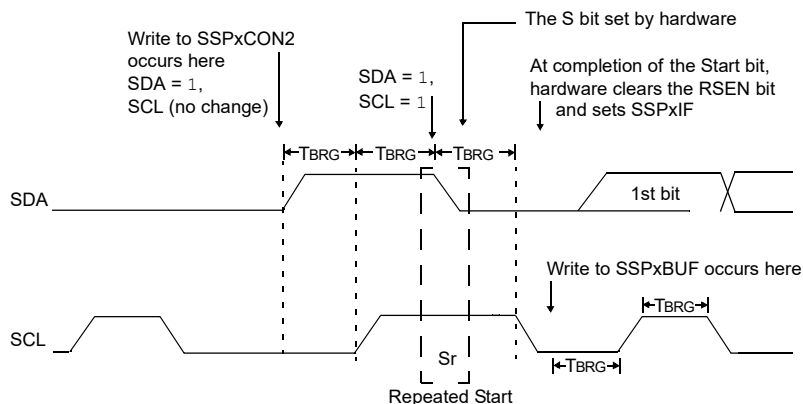 The S bit set by hardware
Write to SSPxCON2
occurs here
SDA = 1,
SCL (no change)
SDA = 1,
SCL = 1
At completion of the Start bit,
hardware clears the RSEN bit
and sets SSPxIF
TBRG
TBRG
TBRG
SDA
1st bit
Write to SSPxBUF occurs here
TBRG
SCL
Sr
TBRG
Repeated Start